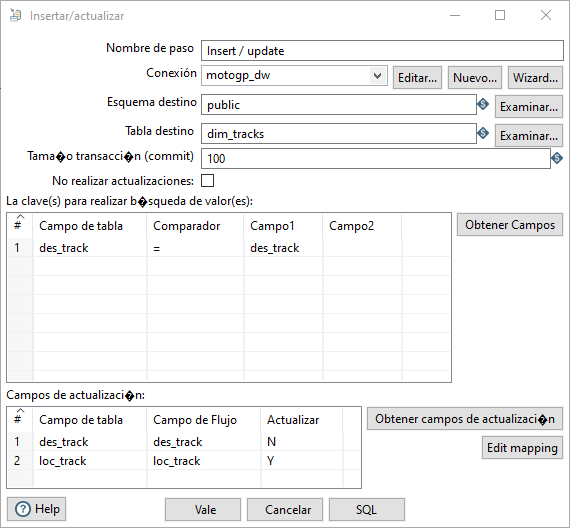 Insertar/actualizar
Nombre de paso Insert / update
Conexión motogp_dw Editar... Nuevo... Wizard...
Esquema destino public Examinar...
Tabla destino dim_tracks Examinar...
Tama�o transacci�n (commit) 100
No realizar actualizaciones:
La clave(s) para realizar b�squeda de valor(es):
# Campo de tabla Comparador Campo1 Campo2 Obtener Campos
1 des_track = des_track
Campos de actualizaci�n:
# Campo de tabla Campo de Flujo Actualizar Obtener campos de actualizaci�n
1 des_track des_track N Edit mapping
2 loc_track loc_track Y
Help Vale Cancelar SQL